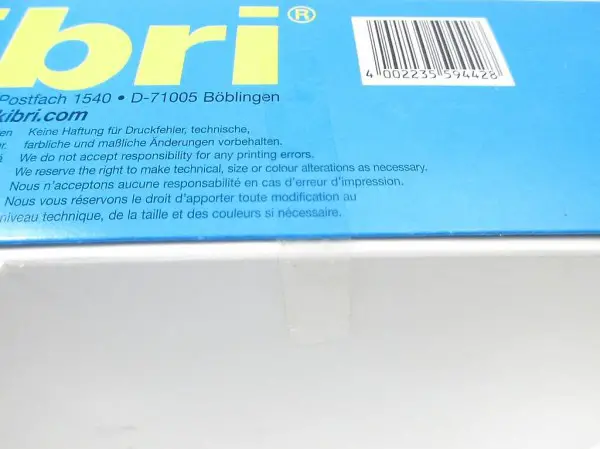 ibri®
4 002235 594428
Postfach 1540 • D-71005 Böblingen
kibri.com
en Keine Haftung für Druckfehler, technische,
r. farbliche und maßliche Änderungen vorbehalten.
We do not accept responsibility for any printing errors.
We reserve the right to make technical, size or colour alterations as necessary.
Nous n'acceptons aucune responsabilité en cas d'erreur d'impression.
Nous vous réservons le droit d'apporter toute modification au
niveau technique, de la taille et des couleurs si nécessaire.